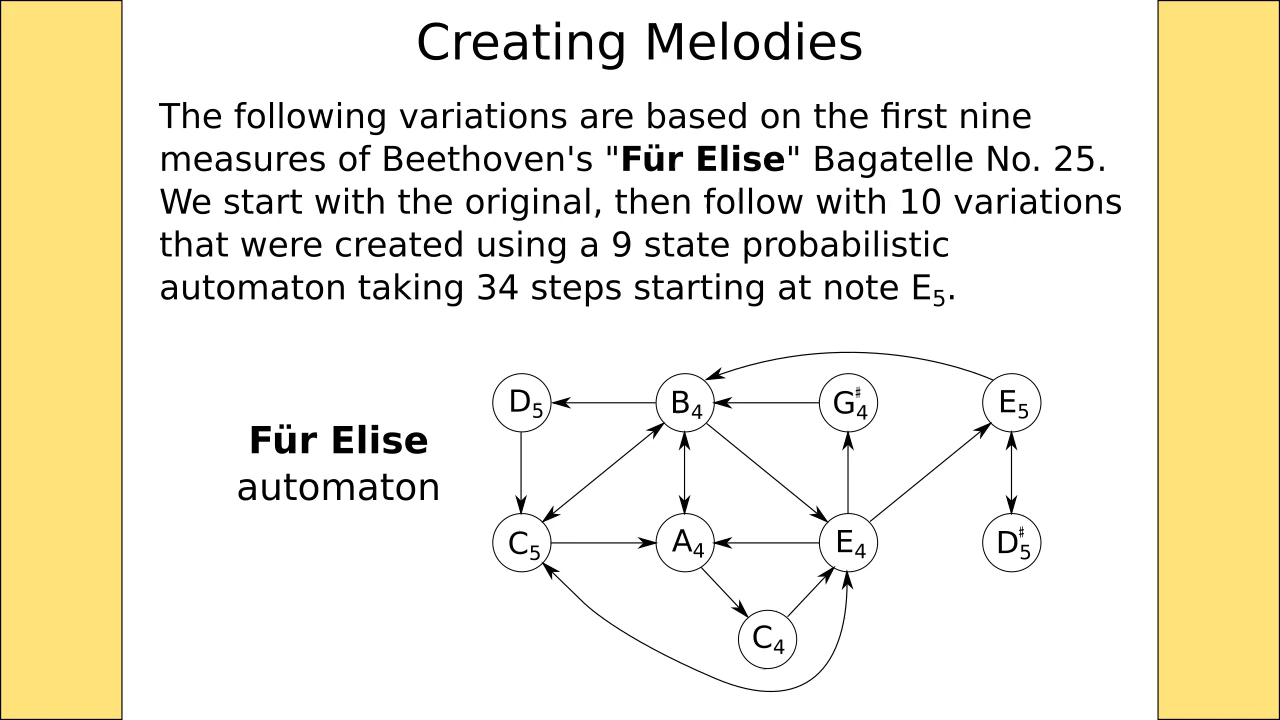 Creating Melodies
The following variations are based on the first nine
measures of Beethoven's "Für Elise" Bagatelle No. 25.
We start with the original, then follow with 10 variations
that were created using a 9 state probabilistic
automaton taking 34 steps starting at note E₅.
Für Elise
automaton
D₅ B₄ G♯₄ E₅
C₅ A₄ E₄ D♯₅
C₄